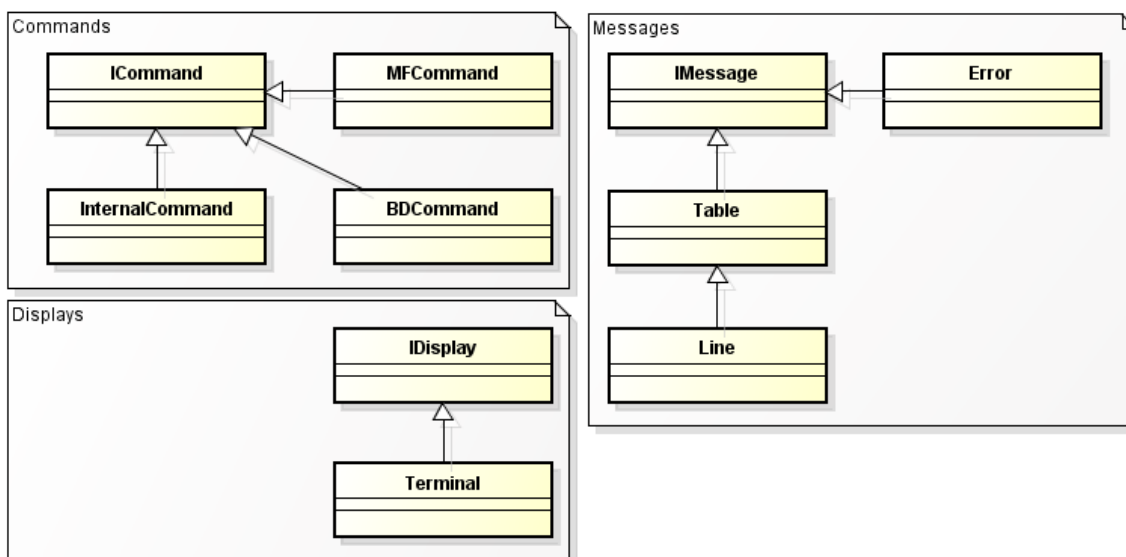 Commands
ICommand
MFCommand
InternalCommand
BDCommand
Displays
IDisplay
Terminal
Messages
IMessage
Error
Table
Line